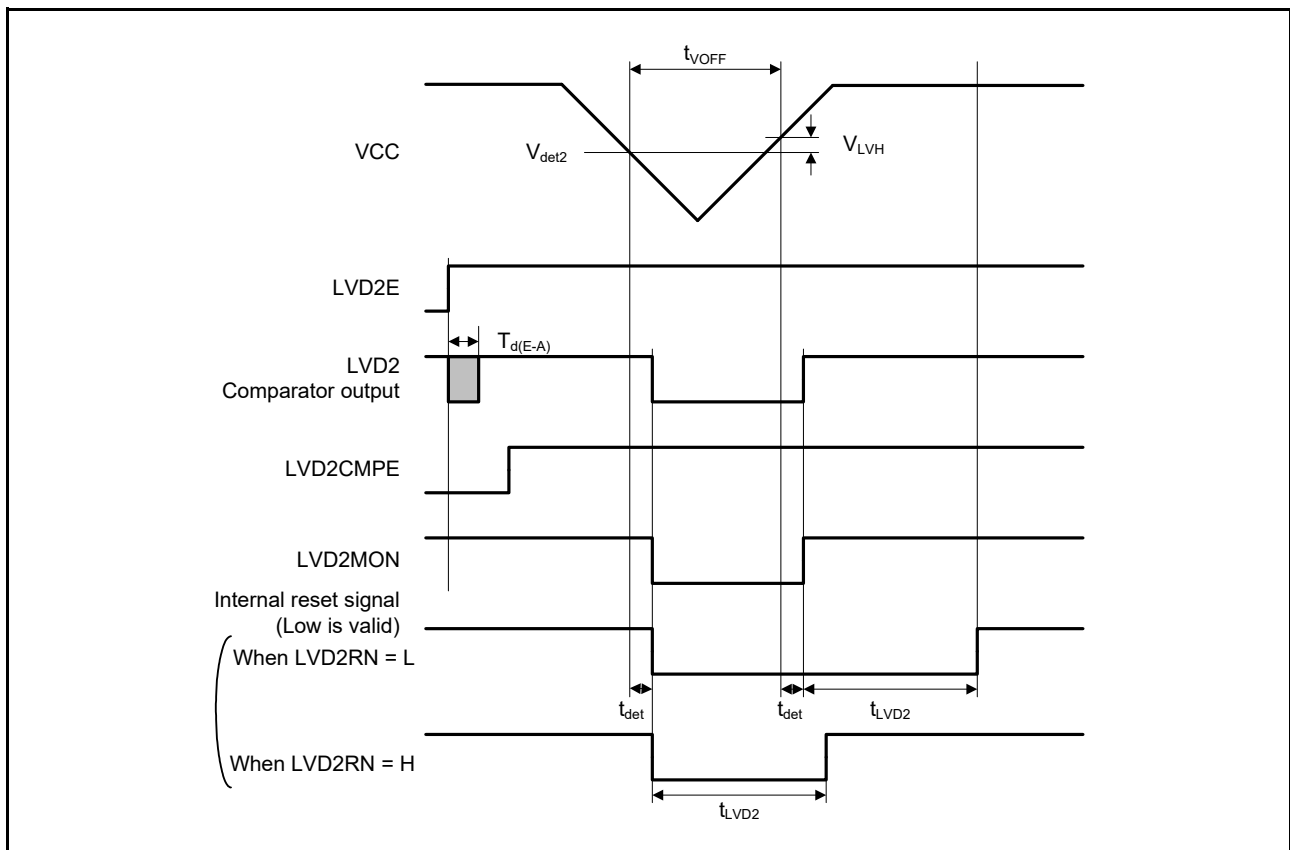 tVOFF
VCC
Vdet2
VLVH
LVD2E
Td(E-A)
LVD2
Comparator output
LVD2CMPE
LVD2MON
Internal reset signal
(Low is valid)
When LVD2RN = L
tdet
tdet
tLVD2
When LVD2RN = H
tLVD2